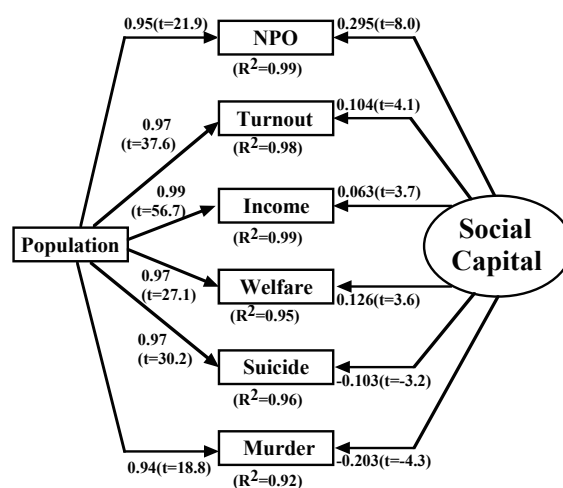 0.95(t=21.9)
NPO
0.295(t=8.0)
(R²=0.99)
0.97
(t=37.6)
Turnout
0.104(t=4.1)
(R²=0.98)
0.99
(t=56.7)
Income
0.063(t=3.7)
(R²=0.99)
Population
Social
Capital
0.97
(t=27.1)
Welfare
0.126(t=3.6)
(R²=0.95)
0.97
(t=30.2)
Suicide
-0.103(t=-3.2)
(R²=0.96)
0.94(t=18.8)
Murder
-0.203(t=-4.3)
(R²=0.92)